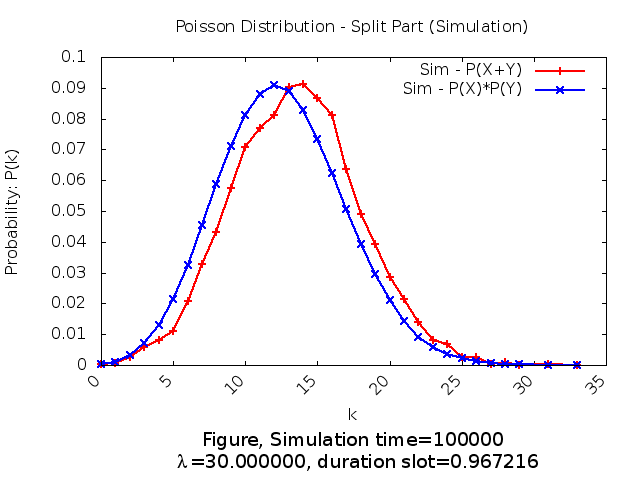 Poisson Distribution - Split Part (Simulation)
Sim - P(X+Y)
Sim - P(X)*P(Y)
Probability: P(k)
0.1
0.09
0.08
0.07
0.06
0.05
0.04
0.03
0.02
0.01
0
0 5 10 15 20 25 30 35
k
Figure, Simulation time=100000
λ=30.000000, duration slot=0.967216